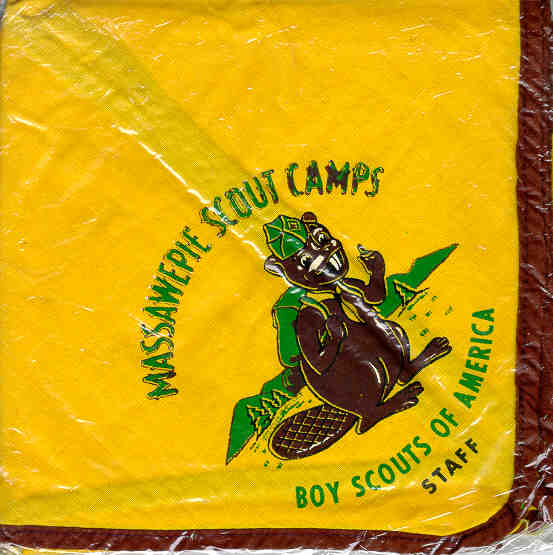 MASSAWEPIE SCOUT CAMPS
BOY SCOUTS OF AMERICA
STAFF